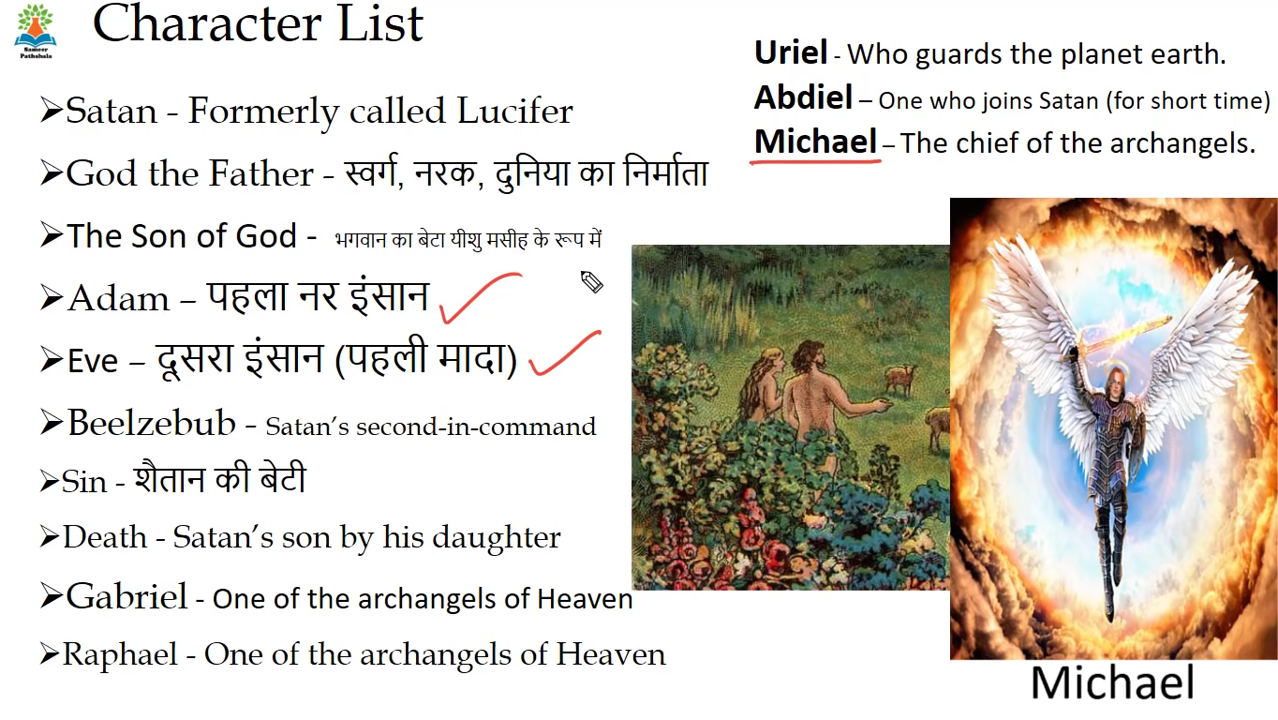 Sameer
Pathshala
Character List
➢Satan - Formerly called Lucifer
➢God the Father - स्वर्ग, नरक, दुनिया का निर्माता
➢The Son of God - भगवान का बेटा यीशु मसीह के रूप में
➢Adam – पहला नर इंसान
➢Eve – दूसरा इंसान (पहली मादा)
➢Beelzebub - Satan’s second-in-command
➢Sin - शैतान की बेटी
➢Death - Satan’s son by his daughter
➢Gabriel - One of the archangels of Heaven
➢Raphael - One of the archangels of Heaven
Uriel - Who guards the planet earth.
Abdiel – One who joins Satan (for short time)
Michael – The chief of the archangels.
Michael